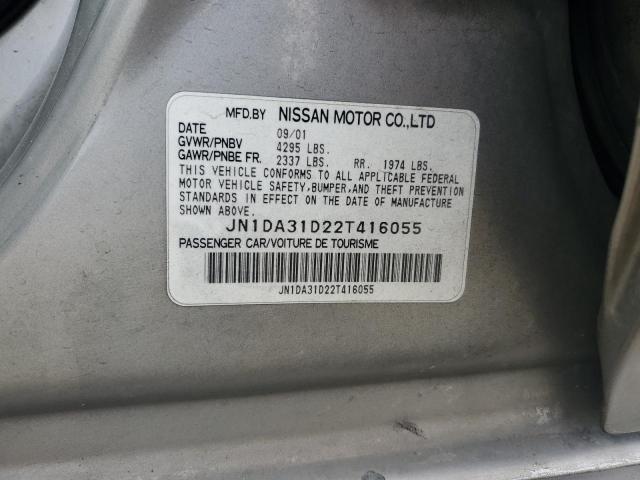 MFD.BY NISSAN MOTOR CO.,LTD
DATE 09/01
GVWR/PNBV 4295 LBS.
GAWR/PNBE FR. 2337 LBS. RR. 1974 LBS.
THIS VEHICLE CONFORMS TO ALL APPLICABLE FEDERAL
MOTOR VEHICLE SAFETY, BUMPER, AND THEFT PREVENTION
STANDARDS IN EFFECT ON THE DATE OF MANUFACTURE
SHOWN ABOVE.
JN1DA31D22T416055
PASSENGER CAR/VOITURE DE TOURISME
JN1DA31D22T416055